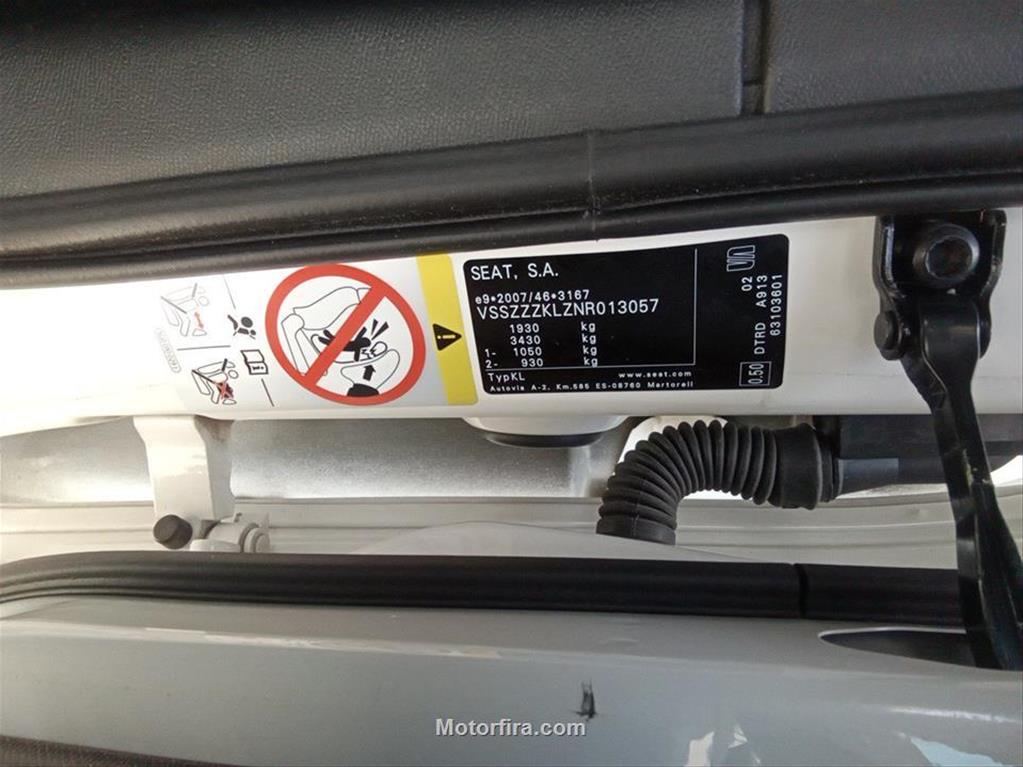 SEAT, S.A.
e9*2007/46*3167
VSSZZZKLZNR013057
1930 kg
3430 kg
1- 1050 kg
2- 930 kg
TypKL www.seat.com
Autovia A-2, Km.585 ES-08760 Martorell
02
A913
63103601
DTRD
0.50
Motorfira.com